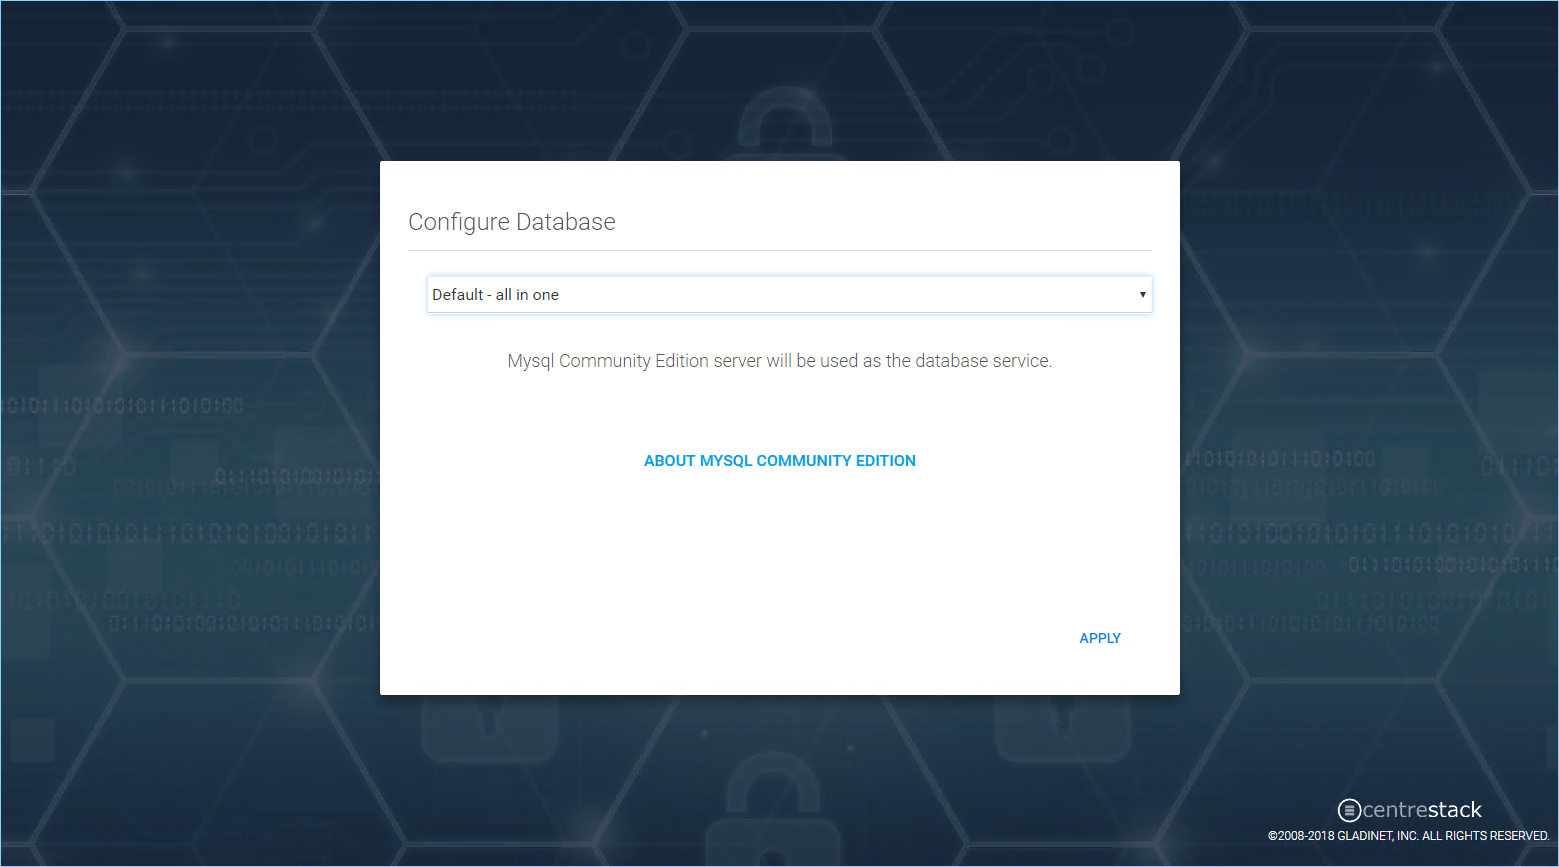 Configure Database
Default - all in one
Mysql Community Edition server will be used as the database service.
ABOUT MYSQL COMMUNITY EDITION
APPLY
centrestack
©2008-2018 GLADINET, INC. ALL RIGHTS RESERVED.